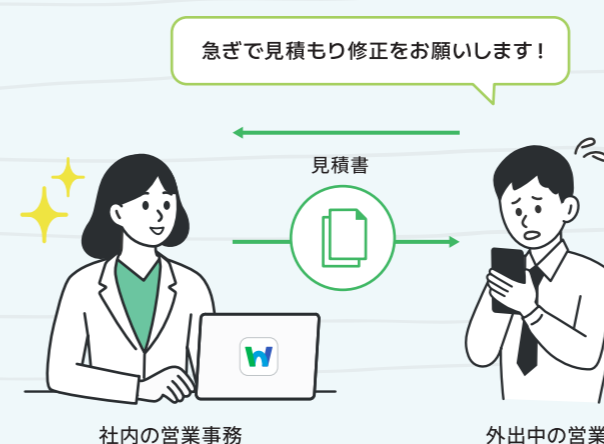 急ぎで見積もり修正をお願いします！
見積書
社内の営業事務
外出中の営業